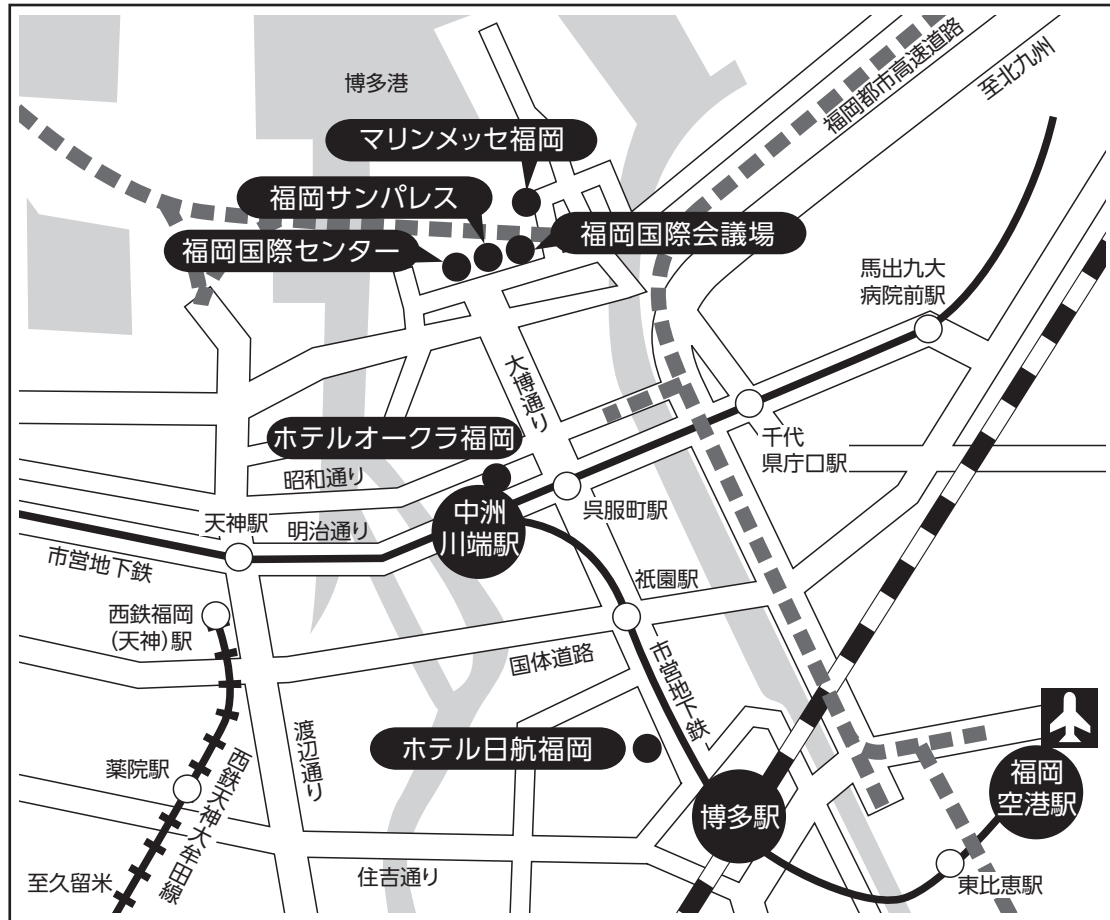 博多港
福岡都市高速道路
至北九州
マリンメッセ福岡
福岡サンパレス
福岡国際センター
福岡国際会議場
馬出九大
病院前駅
大博通り
ホテルオークラ福岡
千代
県庁口駅
昭和通り
呉服町駅
中洲
川端駅
天神駅
明治通り
市営地下鉄
祇園駅
西鉄福岡
(天神)駅
国体道路
市営地下鉄
渡辺通り
ホテル日航福岡
薬院駅
西鉄天神大牟田線
福岡
空港駅
博多駅
至久留米
住吉通り
東比恵駅